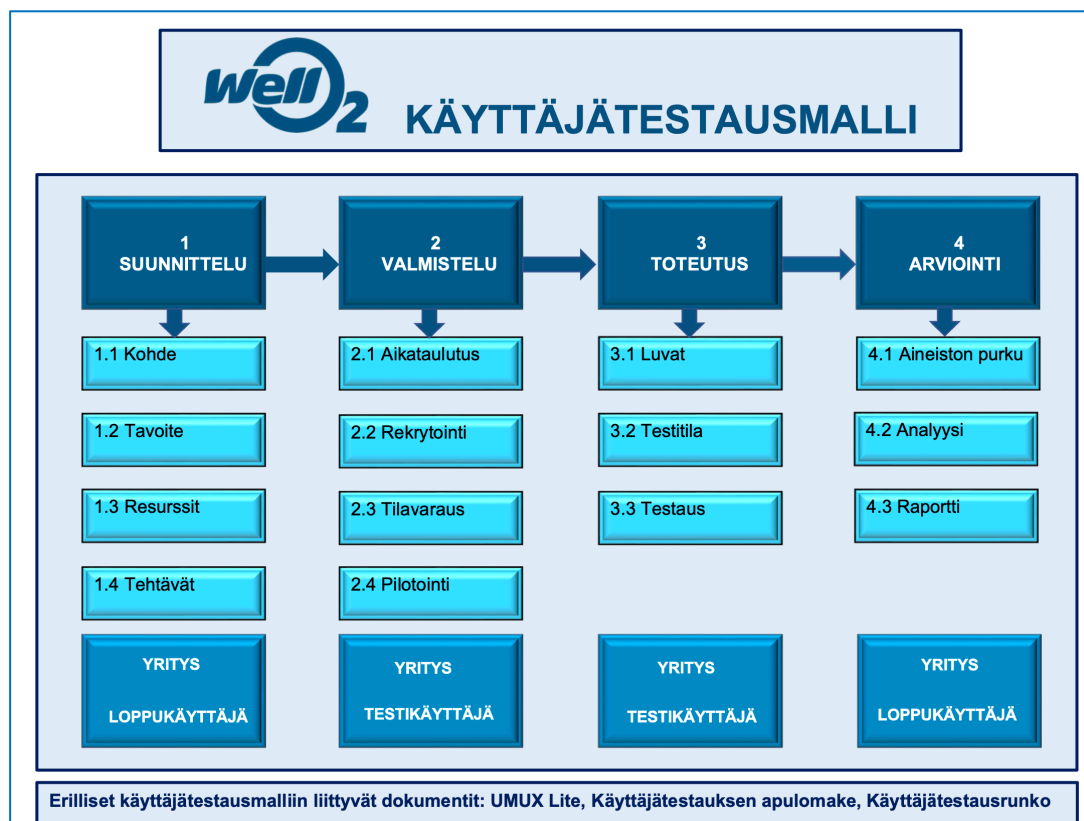 WellO2
KÄYTTÄJÄTESTAUSMALLI
1
SUUNNITTELU
2
VALMISTELU
3
TOTEUTUS
4
ARVIOINTI
1.1 Kohde
1.2 Tavoite
1.3 Resurssit
1.4 Tehtävät
YRITYS
LOPPUKÄYTTÄJÄ
2.1 Aikataulutus
2.2 Rekrytointi
2.3 Tilavaraus
2.4 Pilotointi
YRITYS
TESTIKÄYTTÄJÄ
3.1 Luvat
3.2 Testitila
3.3 Testaus
YRITYS
TESTIKÄYTTÄJÄ
4.1 Aineiston purku
4.2 Analyysi
4.3 Raportti
YRITYS
LOPPUKÄYTTÄJÄ
Erilliset käyttäjätestausmalliin liittyvät dokumentit: UMUX Lite, Käyttäjätestauksen apulomake, Käyttäjätestausrunko